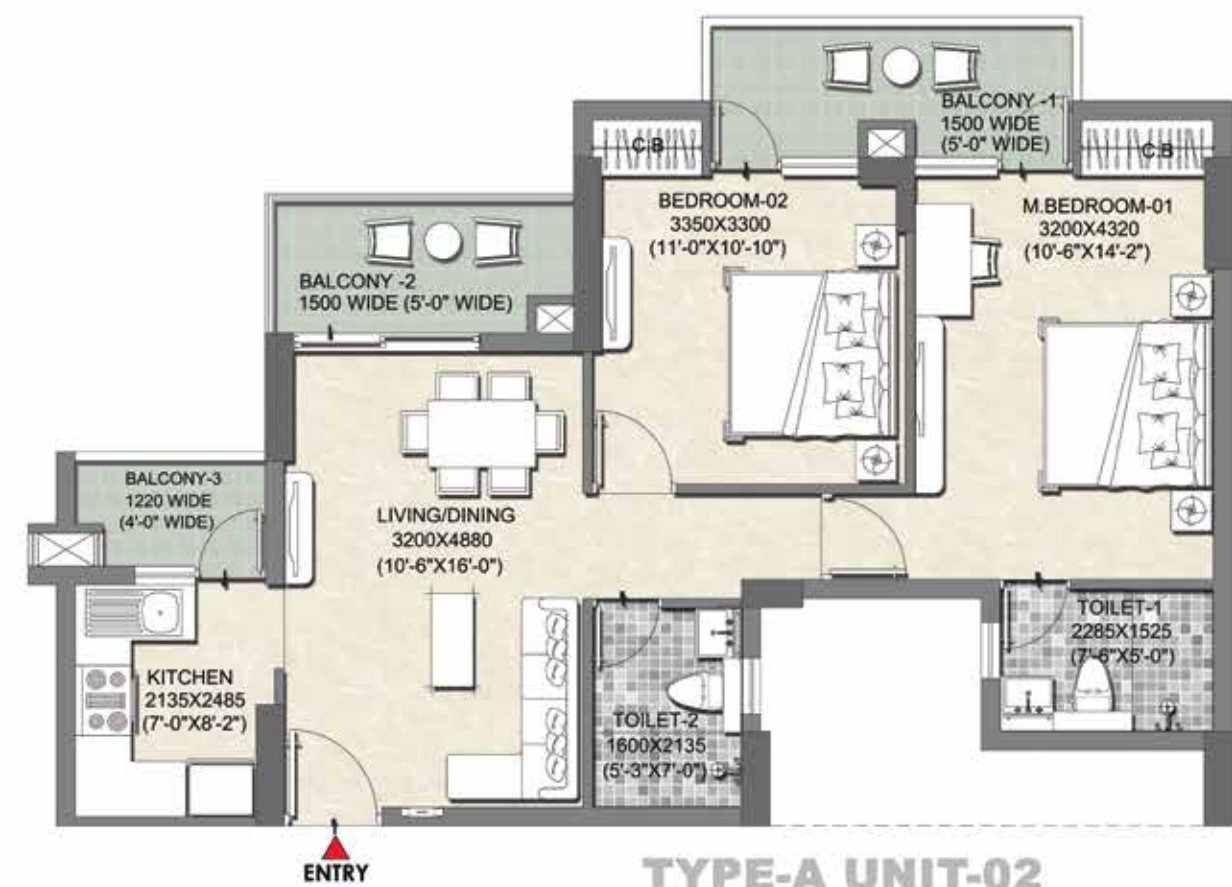 BALCONY -1
1500 WIDE
(5'-0" WIDE)
C.B
C.B
BEDROOM-02
3350X3300
(11'-0"X10'-10")
M.BEDROOM-01
3200X4320
(10'-6"X14'-2")
BALCONY -2
1500 WIDE (5'-0" WIDE)
BALCONY-3
1220 WIDE
(4'-0" WIDE)
LIVING/DINING
3200X4880
(10'-6"X16'-0")
TOILET-1
2285X1525
(7'-6"X5'-0")
KITCHEN
2135X2485
(7'-0"X8'-2")
TOILET-2
1600X2135
(5'-3"X7'-0")
ENTRY
TYPE-A UNIT-02